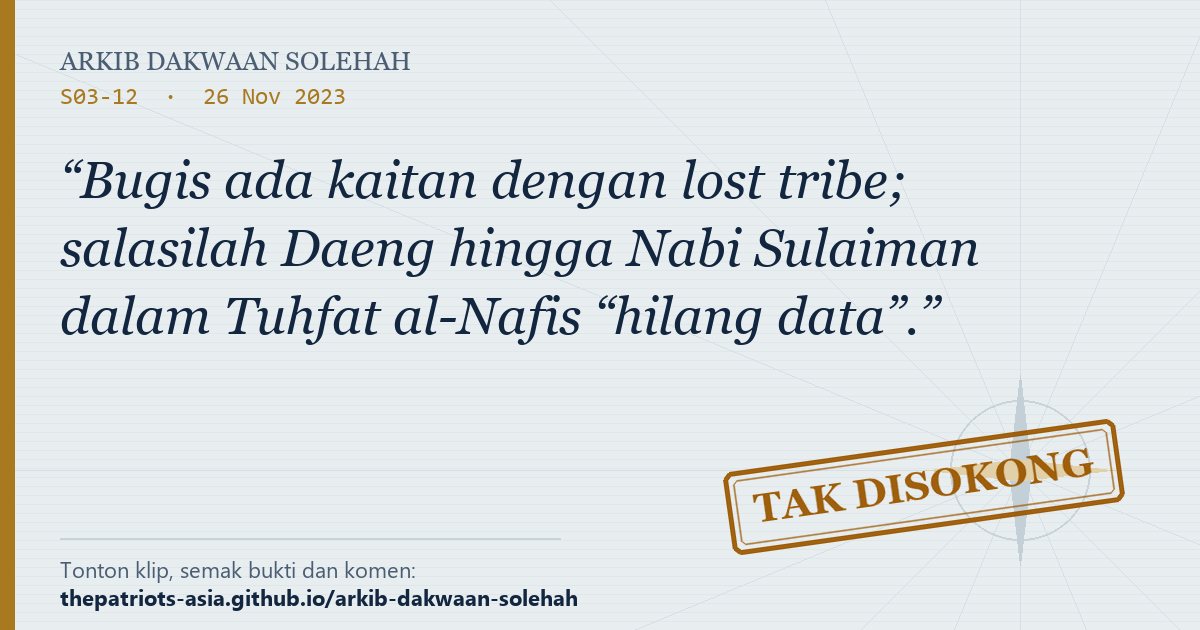 ARKIB DAKWAAN SOLEHAH
S03-12 · 26 Nov 2023
“Bugis ada kaitan dengan lost tribe;
salasilah Daeng hingga Nabi Sulaiman
dalam Tuhfat al-Nafis “hilang data”.”
TAK DISOKONG
Tonton klip, semak bukti dan komen:
thepatriots-asia.github.io/arkib-dakwaan-solehah